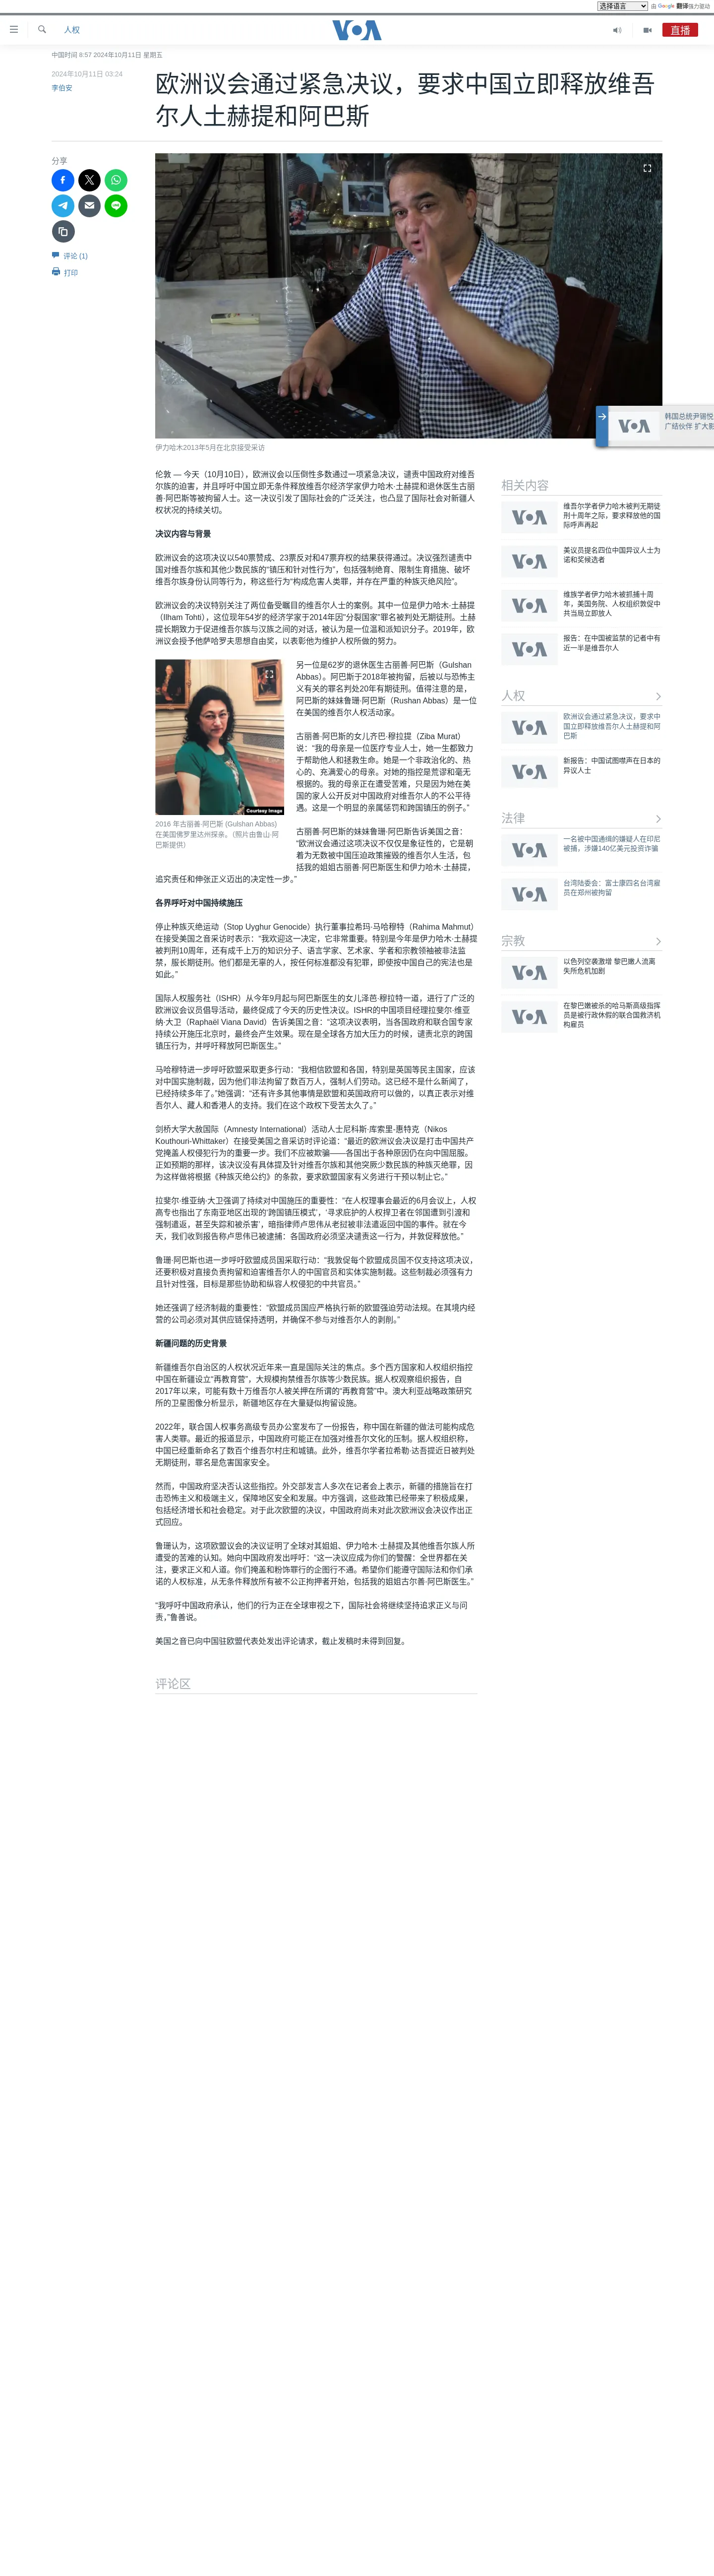 选择语言 由 Google 翻译强力驱动
人权
VOA
直播
中国时间 8:57 2024年10月11日 星期五
2024年10月11日 03:24
李伯安
欧洲议会通过紧急决议，要求中国立即释放维吾
尔人土赫提和阿巴斯
分享
评论 (1)
打印
伊力哈木2013年5月在北京接受采访
韩国总统尹锡悦
广结伙伴 扩大影
伦敦 — 今天（10月10日），欧洲议会以压倒性多数通过一项紧急决议，谴责中国政府对维吾
尔族的迫害，并且呼吁中国立即无条件释放维吾尔经济学家伊力哈木·土赫提和退休医生古丽
善·阿巴斯等被拘留人士。这一决议引发了国际社会的广泛关注，也凸显了国际社会对新疆人
权状况的持续关切。
决议内容与背景
欧洲议会的这项决议以540票赞成、23票反对和47票弃权的结果获得通过。决议强烈谴责中
国对维吾尔族和其他少数民族的“镇压和针对性行为”，包括强制绝育、限制生育措施、破坏
维吾尔族身份认同等行为，称这些行为“构成危害人类罪，并存在严重的种族灭绝风险”。
欧洲议会的决议特别关注了两位备受瞩目的维吾尔人士的案例。其中一位是伊力哈木·土赫提
（Ilham Tohti），这位现年54岁的经济学家于2014年因“分裂国家”罪名被判处无期徒刑。土赫
提长期致力于促进维吾尔族与汉族之间的对话，被认为是一位温和派知识分子。2019年，欧
洲议会授予他萨哈罗夫思想自由奖，以表彰他为维护人权所做的努力。
Courtesy Image
2016 年古丽善·阿巴斯 (Gulshan Abbas)
在美国佛罗里达州探亲。（照片由鲁山·阿
巴斯提供）
另一位是62岁的退休医生古丽善·阿巴斯（Gulshan
Abbas）。阿巴斯于2018年被拘留，后被以与恐怖主
义有关的罪名判处20年有期徒刑。值得注意的是，
阿巴斯的妹妹鲁珊·阿巴斯（Rushan Abbas）是一位
在美国的维吾尔人权活动家。
古丽善·阿巴斯的女儿齐巴·穆拉提（Ziba Murat）
说：“我的母亲是一位医疗专业人士，她一生都致力
于帮助他人和拯救生命。她是一个非政治化的、热
心的、充满爱心的母亲。对她的指控是荒谬和毫无
根据的。我的母亲正在遭受苦难，只是因为她在美
国的家人公开反对中国政府对维吾尔人的不公平待
遇。这是一个明显的亲属惩罚和跨国镇压的例子。”
古丽善·阿巴斯的妹妹鲁珊·阿巴斯告诉美国之音：
“欧洲议会通过这项决议不仅仅是象征性的，它是朝
着为无数被中国压迫政策摧毁的维吾尔人生活，包
括我的姐姐古丽善·阿巴斯医生和伊力哈木·土赫提，
追究责任和伸张正义迈出的决定性一步。”
各界呼吁对中国持续施压
停止种族灭绝运动（Stop Uyghur Genocide）执行董事拉希玛·马哈穆特（Rahima Mahmut）
在接受美国之音采访时表示：“我欢迎这一决定，它非常重要。特别是今年是伊力哈木·土赫提
被判刑10周年，还有成千上万的知识分子、语言学家、艺术家、学者和宗教领袖被非法监
禁，服长期徒刑。他们都是无辜的人，按任何标准都没有犯罪，即使按中国自己的宪法也是
如此。”
国际人权服务社（ISHR）从今年9月起与阿巴斯医生的女儿泽芭·穆拉特一道，进行了广泛的
欧洲议会议员倡导活动，最终促成了今天的历史性决议。ISHR的中国项目经理拉斐尔·维亚
纳·大卫（Raphaël Viana David）告诉美国之音：“这项决议表明，当各国政府和联合国专家
持续公开施压北京时，最终会产生效果。现在是全球各方加大压力的时候，谴责北京的跨国
镇压行为，并呼吁释放阿巴斯医生。”
马哈穆特进一步呼吁欧盟采取更多行动：“我相信欧盟和各国，特别是英国等民主国家，应该
对中国实施制裁，因为他们非法拘留了数百万人，强制人们劳动。这已经不是什么新闻了，
已经持续多年了。”她强调：“还有许多其他事情是欧盟和英国政府可以做的，以真正表示对维
吾尔人、藏人和香港人的支持。我们在这个政权下受苦太久了。”
剑桥大学大赦国际（Amnesty International）活动人士尼科斯·库索里-惠特克（Nikos
Kouthouri-Whittaker）在接受美国之音采访时评论道：“最近的欧洲议会决议是打击中国共产
党掩盖人权侵犯行为的重要一步。我们不应被欺骗——各国出于各种原因仍在向中国屈服。
正如预期的那样，该决议没有具体提及针对维吾尔族和其他突厥少数民族的种族灭绝罪，因
为这样做将根据《种族灭绝公约》的条款，要求欧盟国家有义务进行干预以制止它。”
拉斐尔·维亚纳·大卫强调了持续对中国施压的重要性：“在人权理事会最近的6月会议上，人权
高专也指出了东南亚地区出现的‘跨国镇压模式’，‘寻求庇护的人权捍卫者在邻国遭到引渡和
强制遣返，甚至失踪和被杀害’，暗指律师卢思伟从老挝被非法遣返回中国的事件。就在今
天，我们收到报告称卢思伟已被逮捕：各国政府必须坚决谴责这一行为，并敦促释放他。”
鲁珊·阿巴斯也进一步呼吁欧盟成员国采取行动：“我敦促每个欧盟成员国不仅支持这项决议，
还要积极对直接负责拘留和迫害维吾尔人的中国官员和实体实施制裁。这些制裁必须强有力
且针对性强，目标是那些协助和纵容人权侵犯的中共官员。”
她还强调了经济制裁的重要性：“欧盟成员国应严格执行新的欧盟强迫劳动法规。在其境内经
营的公司必须对其供应链保持透明，并确保不参与对维吾尔人的剥削。”
新疆问题的历史背景
新疆维吾尔自治区的人权状况近年来一直是国际关注的焦点。多个西方国家和人权组织指控
中国在新疆设立“再教育营”，大规模拘禁维吾尔族等少数民族。据人权观察组织报告，自
2017年以来，可能有数十万维吾尔人被关押在所谓的“再教育营”中。澳大利亚战略政策研究
所的卫星图像分析显示，新疆地区存在大量疑似拘留设施。
2022年，联合国人权事务高级专员办公室发布了一份报告，称中国在新疆的做法可能构成危
害人类罪。最近的报道显示，中国政府可能正在加强对维吾尔文化的压制。据人权组织称，
中国已经重新命名了数百个维吾尔村庄和城镇。此外，维吾尔学者拉希勒·达吾提近日被判处
无期徒刑，罪名是危害国家安全。
然而，中国政府坚决否认这些指控。外交部发言人多次在记者会上表示，新疆的措施旨在打
击恐怖主义和极端主义，保障地区安全和发展。中方强调，这些政策已经带来了积极成果，
包括经济增长和社会稳定。对于此次欧盟的决议，中国政府尚未对此次欧洲议会决议作出正
式回应。
鲁珊认为，这项欧盟议会的决议证明了全球对其姐姐、伊力哈木·土赫提及其他维吾尔族人所
遭受的苦难的认知。她向中国政府发出呼吁：“这一决议应成为你们的警醒：全世界都在关
注，要求正义和人道。你们掩盖和粉饰罪行的企图行不通。希望你们能遵守国际法和你们承
诺的人权标准，从无条件释放所有被不公正拘押者开始，包括我的姐姐古尔善·阿巴斯医生。”
“我呼吁中国政府承认，他们的行为正在全球审视之下，国际社会将继续坚持追求正义与问
责，”鲁善说。
美国之音已向中国驻欧盟代表处发出评论请求，截止发稿时未得到回复。
评论区
相关内容
维吾尔学者伊力哈木被判无期徒
刑十周年之际，要求释放他的国
际呼声再起
美议员提名四位中国异议人士为
诺和奖候选者
维族学者伊力哈木被抓捕十周
年，美国务院、人权组织敦促中
共当局立即放人
报告：在中国被监禁的记者中有
近一半是维吾尔人
人权
欧洲议会通过紧急决议，要求中
国立即释放维吾尔人土赫提和阿
巴斯
新报告：中国试图噤声在日本的
异议人士
法律
一名被中国通缉的嫌疑人在印尼
被捕，涉嫌140亿美元投资诈骗
台湾陆委会：富士康四名台湾雇
员在郑州被拘留
宗教
以色列空袭激增 黎巴嫩人流离
失所危机加剧
在黎巴嫩被杀的哈马斯高级指挥
员是被行政休假的联合国救济机
构雇员